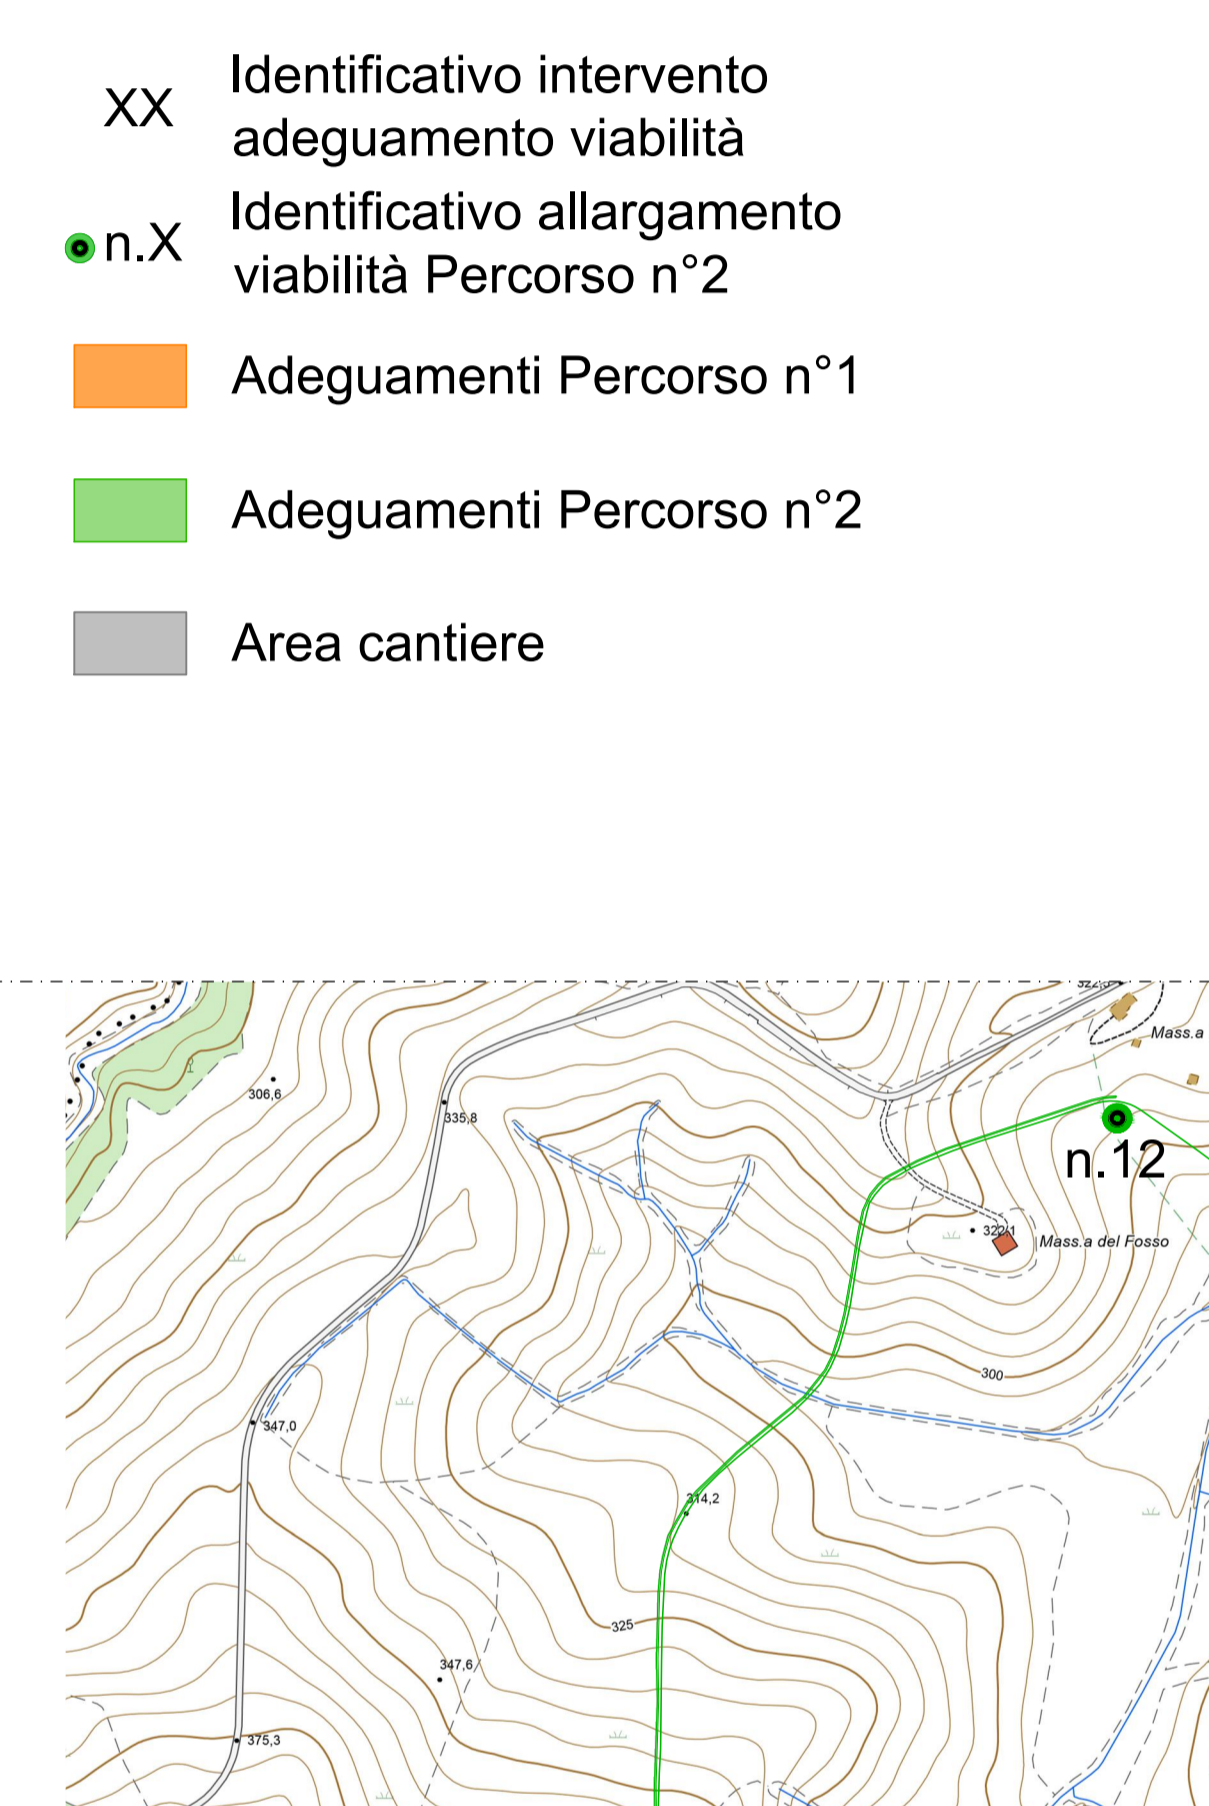 XX
Identificativo intervento
adeguamento viabilità
n.X
Identificativo allargamento
viabilità Percorso n°2
Adeguamenti Percorso n°1
Adeguamenti Percorso n°2
Area cantiere
Mass.a
306,6
335,8
n.12
322,1
Mass.a del Fosso
300
347,0
314,2
325
347,6
375,3